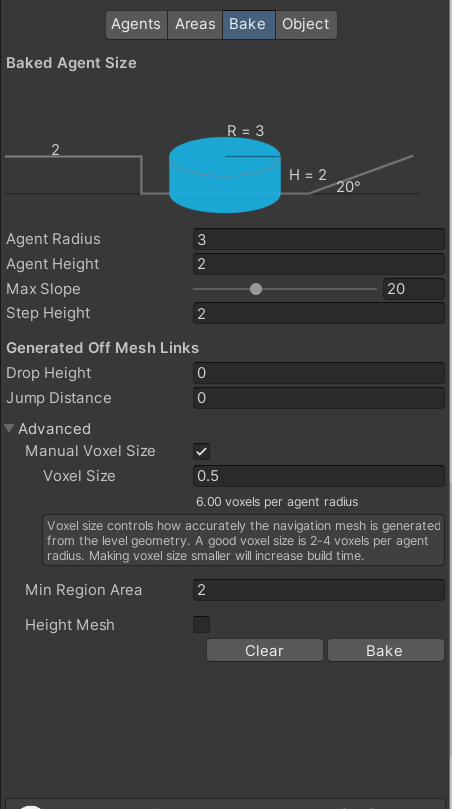 Agents Areas Bake Object
Baked Agent Size
R = 3
2
H = 2
20°
Agent Radius 3
Agent Height 2
Max Slope 20
Step Height 2
Generated Off Mesh Links
Drop Height 0
Jump Distance 0
Advanced
Manual Voxel Size
Voxel Size 0.5
6.00 voxels per agent radius
Voxel size controls how accurately the navigation mesh is generated
from the level geometry. A good voxel size is 2-4 voxels per agent
radius. Making voxel size smaller will increase build time.
Min Region Area 2
Height Mesh
Clear Bake